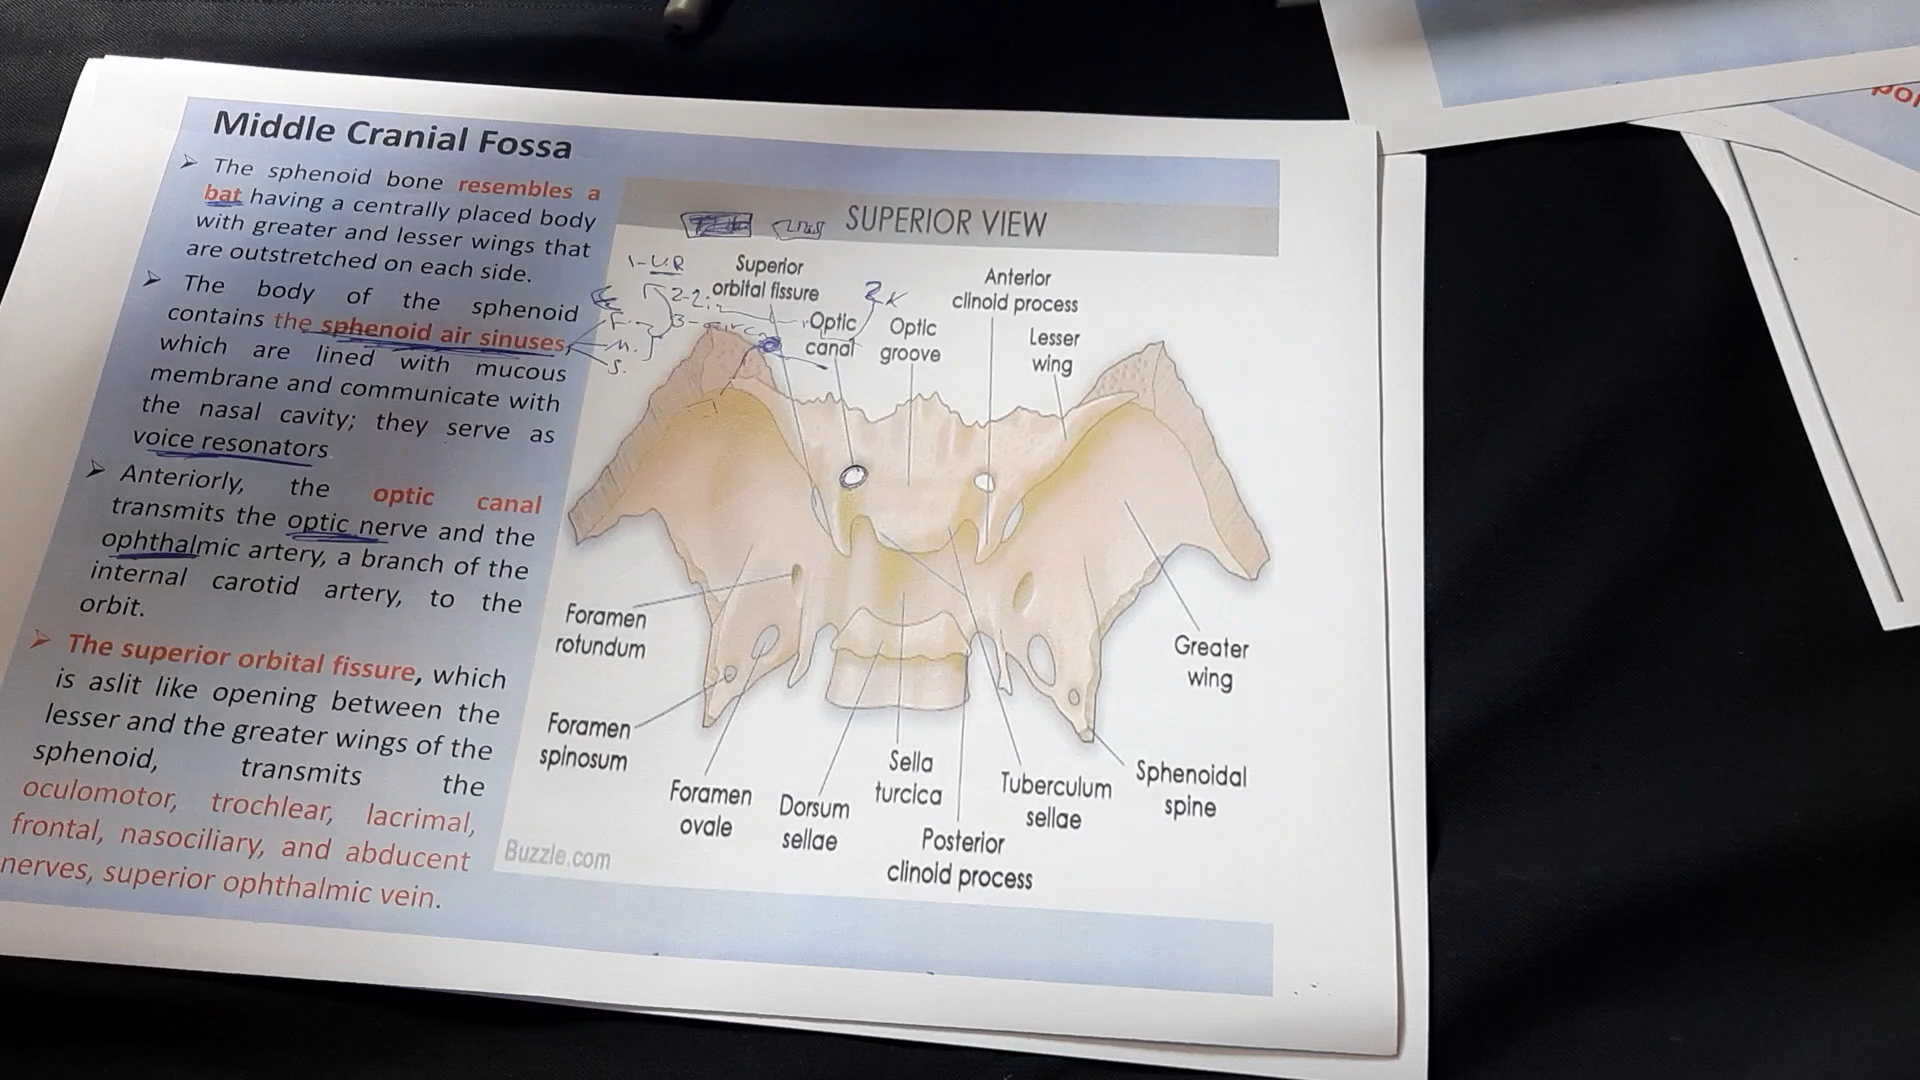 Middle Cranial Fossa
➢ The sphenoid bone resembles a
bat having a centrally placed body
with greater and lesser wings that
are outstretched on each side.
➢ The body of the sphenoid
contains the sphenoid air sinuses,
which are lined with mucous
membrane and communicate with
the nasal cavity; they serve as
voice resonators.
➢ Anteriorly, the optic canal
transmits the optic nerve and the
ophthalmic artery, a branch of the
internal carotid artery, to the
orbit.
➢ The superior orbital fissure, which
is aslit like opening between the
lesser and the greater wings of the
sphenoid, transmits the
oculomotor, trochlear, lacrimal,
frontal, nasociliary, and abducent
nerves, superior ophthalmic vein.
SUPERIOR VIEW
1-U.R
Superior
orbital fissure
Optic
canal
Optic
groove
Anterior
clinoid process
Lesser
wing
Foramen
rotundum
Foramen
spinosum
Foramen
ovale
Dorsum
sellae
Sella
turcica
Posterior
clinoid process
Tuberculum
sellae
Sphenoidal
spine
Greater
wing
Buzzle.com